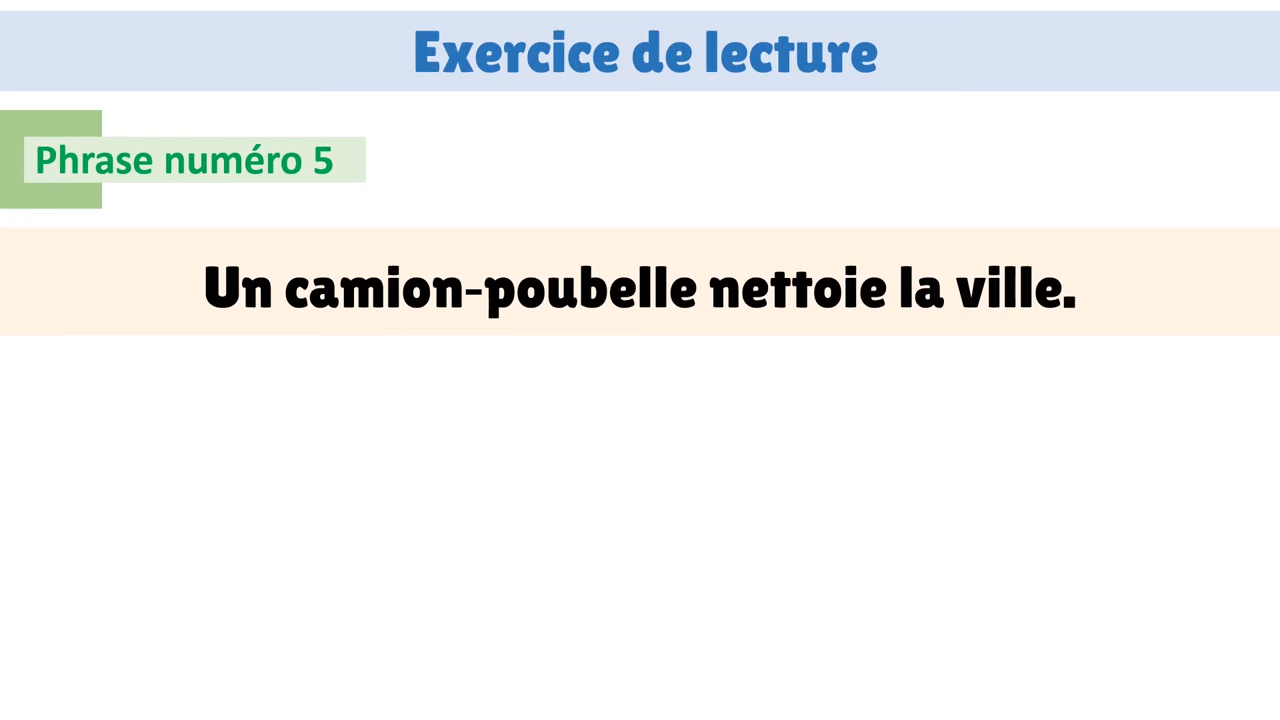 Exercice de lecture
Phrase numéro 5
Un camion-poubelle nettoie la ville.